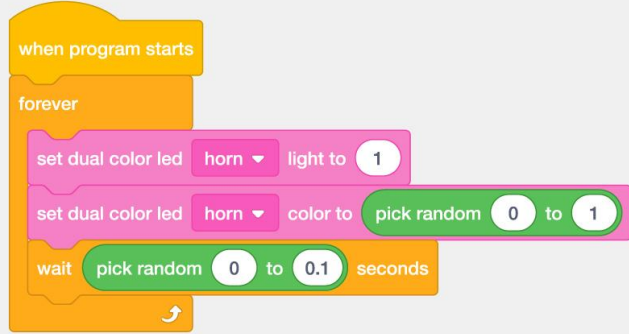 when program starts
forever
set dual color led horn light to 1
set dual color led horn color to pick random 0 to 1
wait pick random 0 to 0.1 seconds